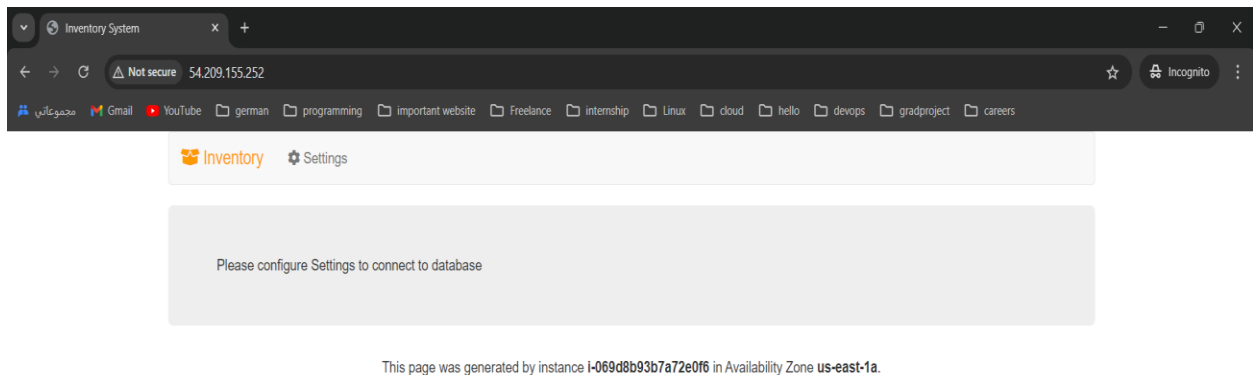 Inventory System
Not secure 54.209.155.252 Incognito
مجموعاتي Gmail YouTube german programming important website Freelance internship Linux cloud hello devops gradproject careers
Inventory Settings
Please configure Settings to connect to database
This page was generated by instance i-069d8b93b7a72e0f6 in Availability Zone us-east-1a.